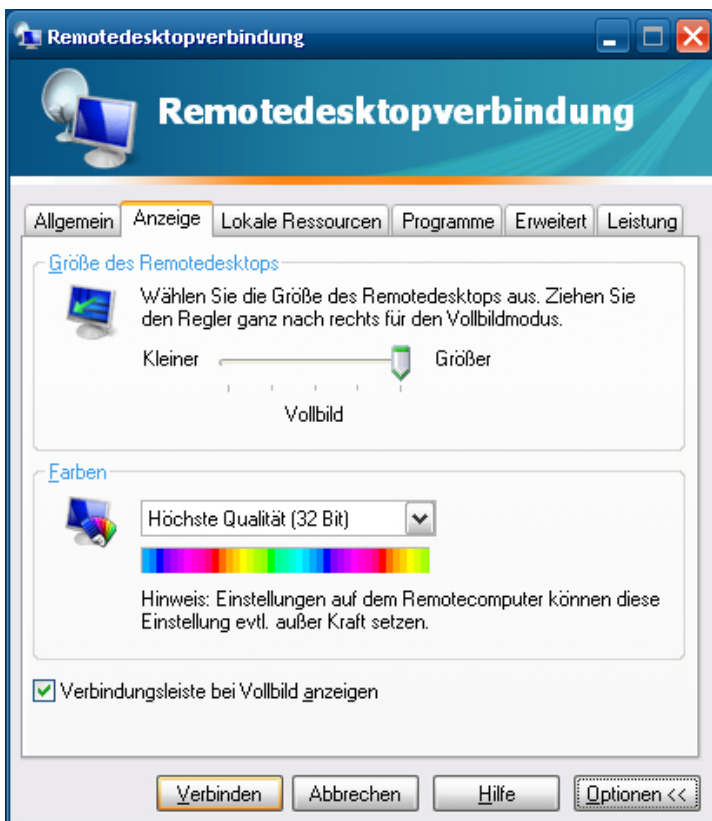 Remotedesktopverbindung
Remotedesktopverbindung
Allgemein Anzeige Lokale Ressourcen Programme Erweitert Leistung
Größe des Remotedesktops
Wählen Sie die Größe des Remotedesktops aus. Ziehen Sie
den Regler ganz nach rechts für den Vollbildmodus.
Kleiner Größer
Vollbild
Farben
Höchste Qualität (32 Bit)
Hinweis: Einstellungen auf dem Remotecomputer können diese
Einstellung evtl. außer Kraft setzen.
Verbindungsleiste bei Vollbild anzeigen
Verbinden Abbrechen Hilfe Optionen <<